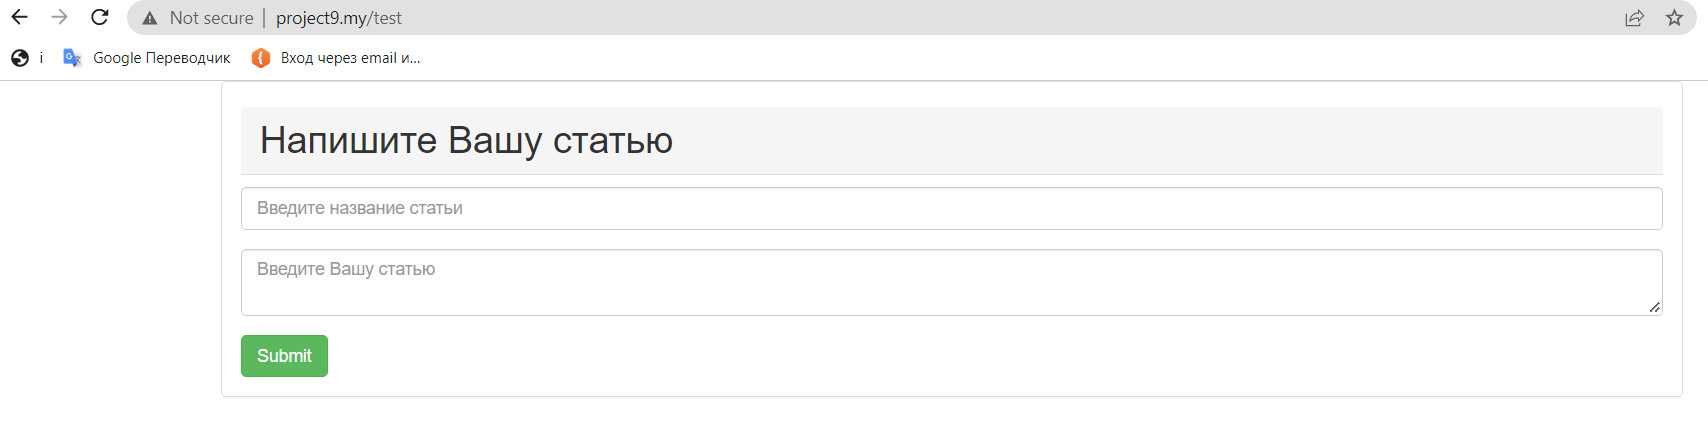 Not secure | project9.my/test
i Google Переводчик Вход через email и...
Напишите Вашу статью
Введите название статьи
Введите Вашу статью
Submit